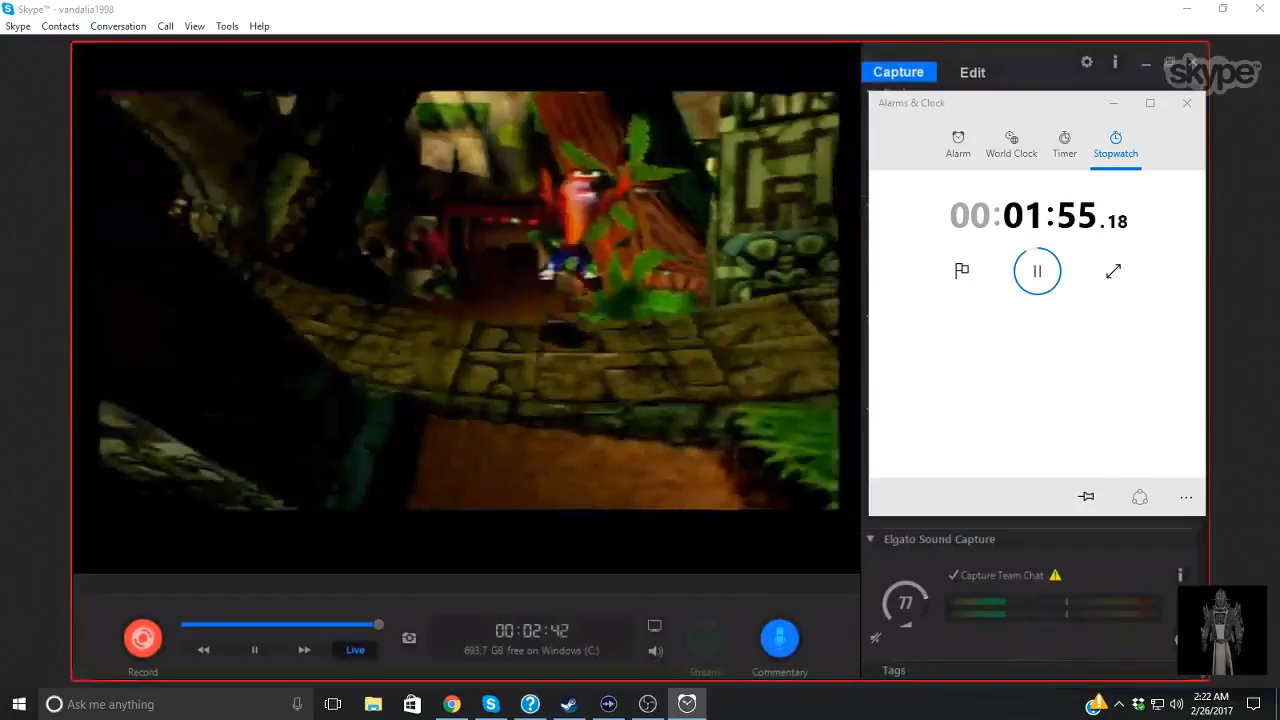 Skype™ - vandalia1998
Skype Contacts Conversation Call View Tools Help
Capture Edit
skype™
Alarms & Clock
Alarm World Clock Timer Stopwatch
00:01:55.18
Elgato Sound Capture
Capture Team Chat
77
00:02:42
693.7 GB free on Windows (C:)
Live
Record
Stream
Commentary
Tags
Ask me anything
2:22 AM
2/26/2017